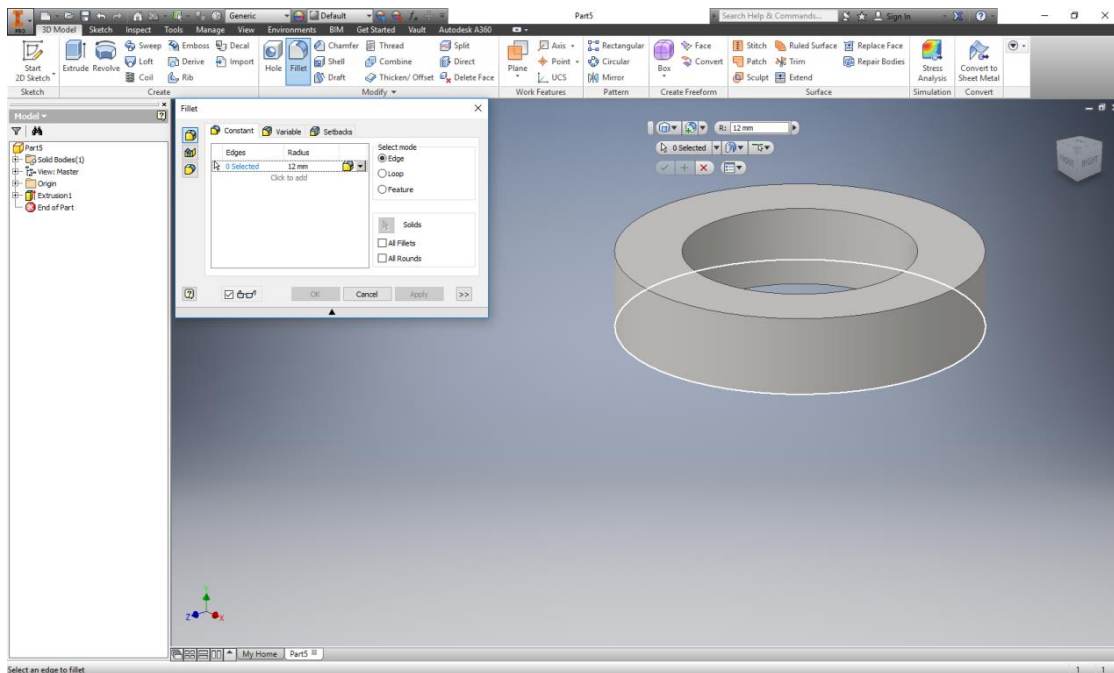 Generic Default Part5 Search Help & Commands... Sign In
PRO 3D Model Sketch Inspect Tools Manage View Environments BIM Get Started Vault Autodesk A360
Start 2D Sketch
Extrude Revolve
Sweep Emboss Decal
Loft Derive Import
Coil Rib
Hole Fillet
Chamfer Thread Split
Shell Combine Direct
Draft Thicken/ Offset Delete Face
Plane
Axis
Point
UCS
Rectangular
Circular
Mirror
Box
Face
Convert
Stitch Ruled Surface Replace Face
Patch Trim Repair Bodies
Sculpt Extend
Stress Analysis
Convert to Sheet Metal
Sketch Create Modify Work Features Pattern Create Freeform Surface Simulation Convert
Model
Part5
Solid Bodies(1)
View: Master
Origin
Extrusion1
End of Part
Fillet
Constant Variable Setbacks
Edges Radius
0 Selected 12 mm
Click to add
Select mode
Edge
Loop
Feature
Solids
All Fillets
All Rounds
OK Cancel Apply >>
R: 12 mm
0 Selected
RIGHT
Y
Z X
My Home Part5
Select an edge to fillet 1 1